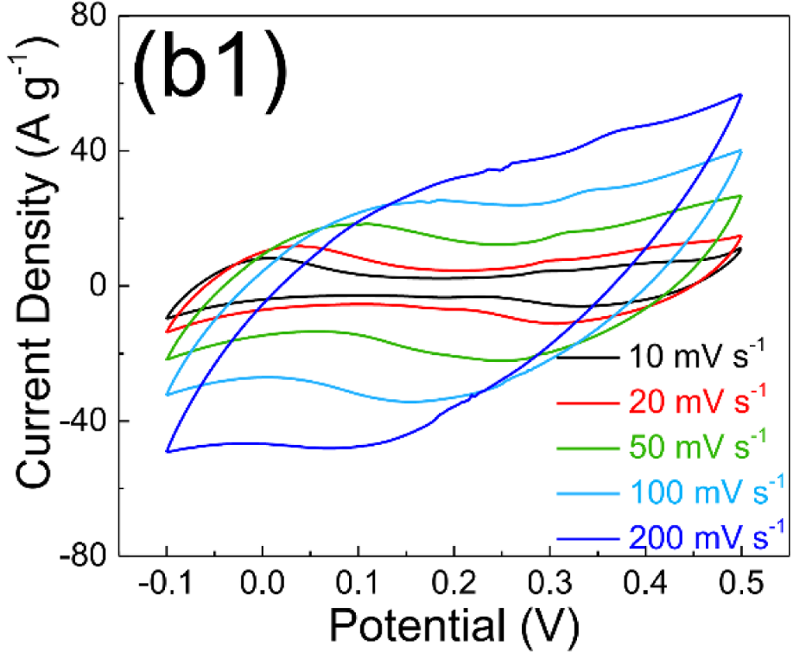 (b1)
80
40
0
-40
-80
Current Density (A g⁻¹)
10 mV s⁻¹
20 mV s⁻¹
50 mV s⁻¹
100 mV s⁻¹
200 mV s⁻¹
-0.1 0.0 0.1 0.2 0.3 0.4 0.5
Potential (V)